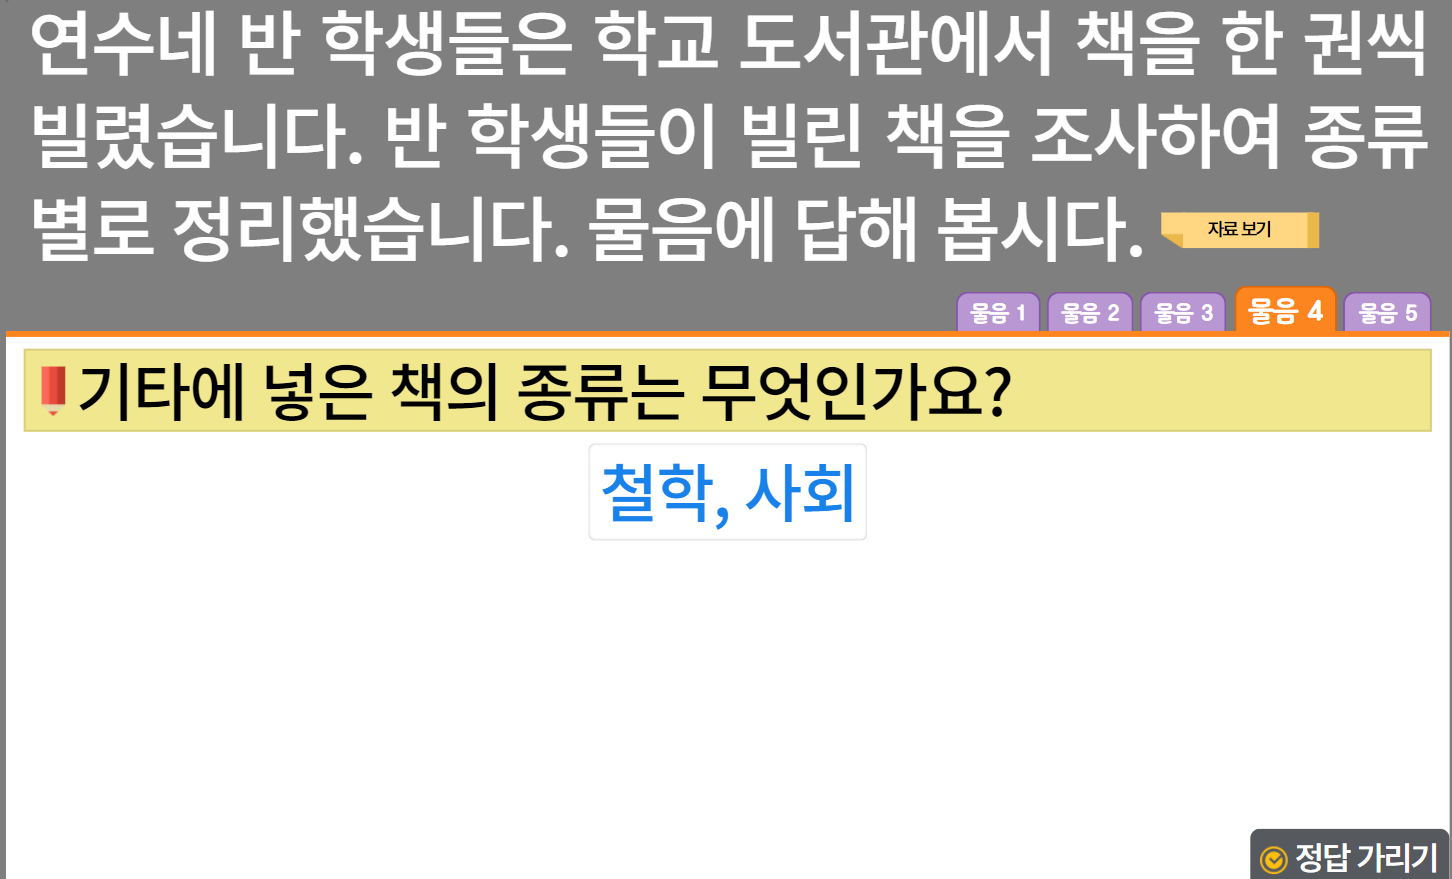 연수네 반 학생들은 학교 도서관에서 책을 한 권씩
빌렸습니다. 반 학생들이 빌린 책을 조사하여 종류
별로 정리했습니다. 물음에 답해 봅시다. 자료 보기
물음 1 물음 2 물음 3 물음 4 물음 5
기타에 넣은 책의 종류는 무엇인가요?
철학, 사회
정답 가리기